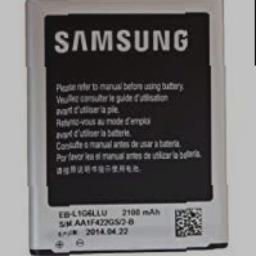 SAMSUNG
Please refer to manual before using battery.
Veuillez consulter le guide d'utilisation
avant d'utiliser la pile.
Referez-vous au mode d'emploi
avant d'utiliser la batterie.
Consulte o manual antes de usar a bateria.
Por favor lea el manual antes de utilizar la batería.
EB-L1G6LLU 2100 mAh
S/N:AA1F422GS/2-B
2014.04.22